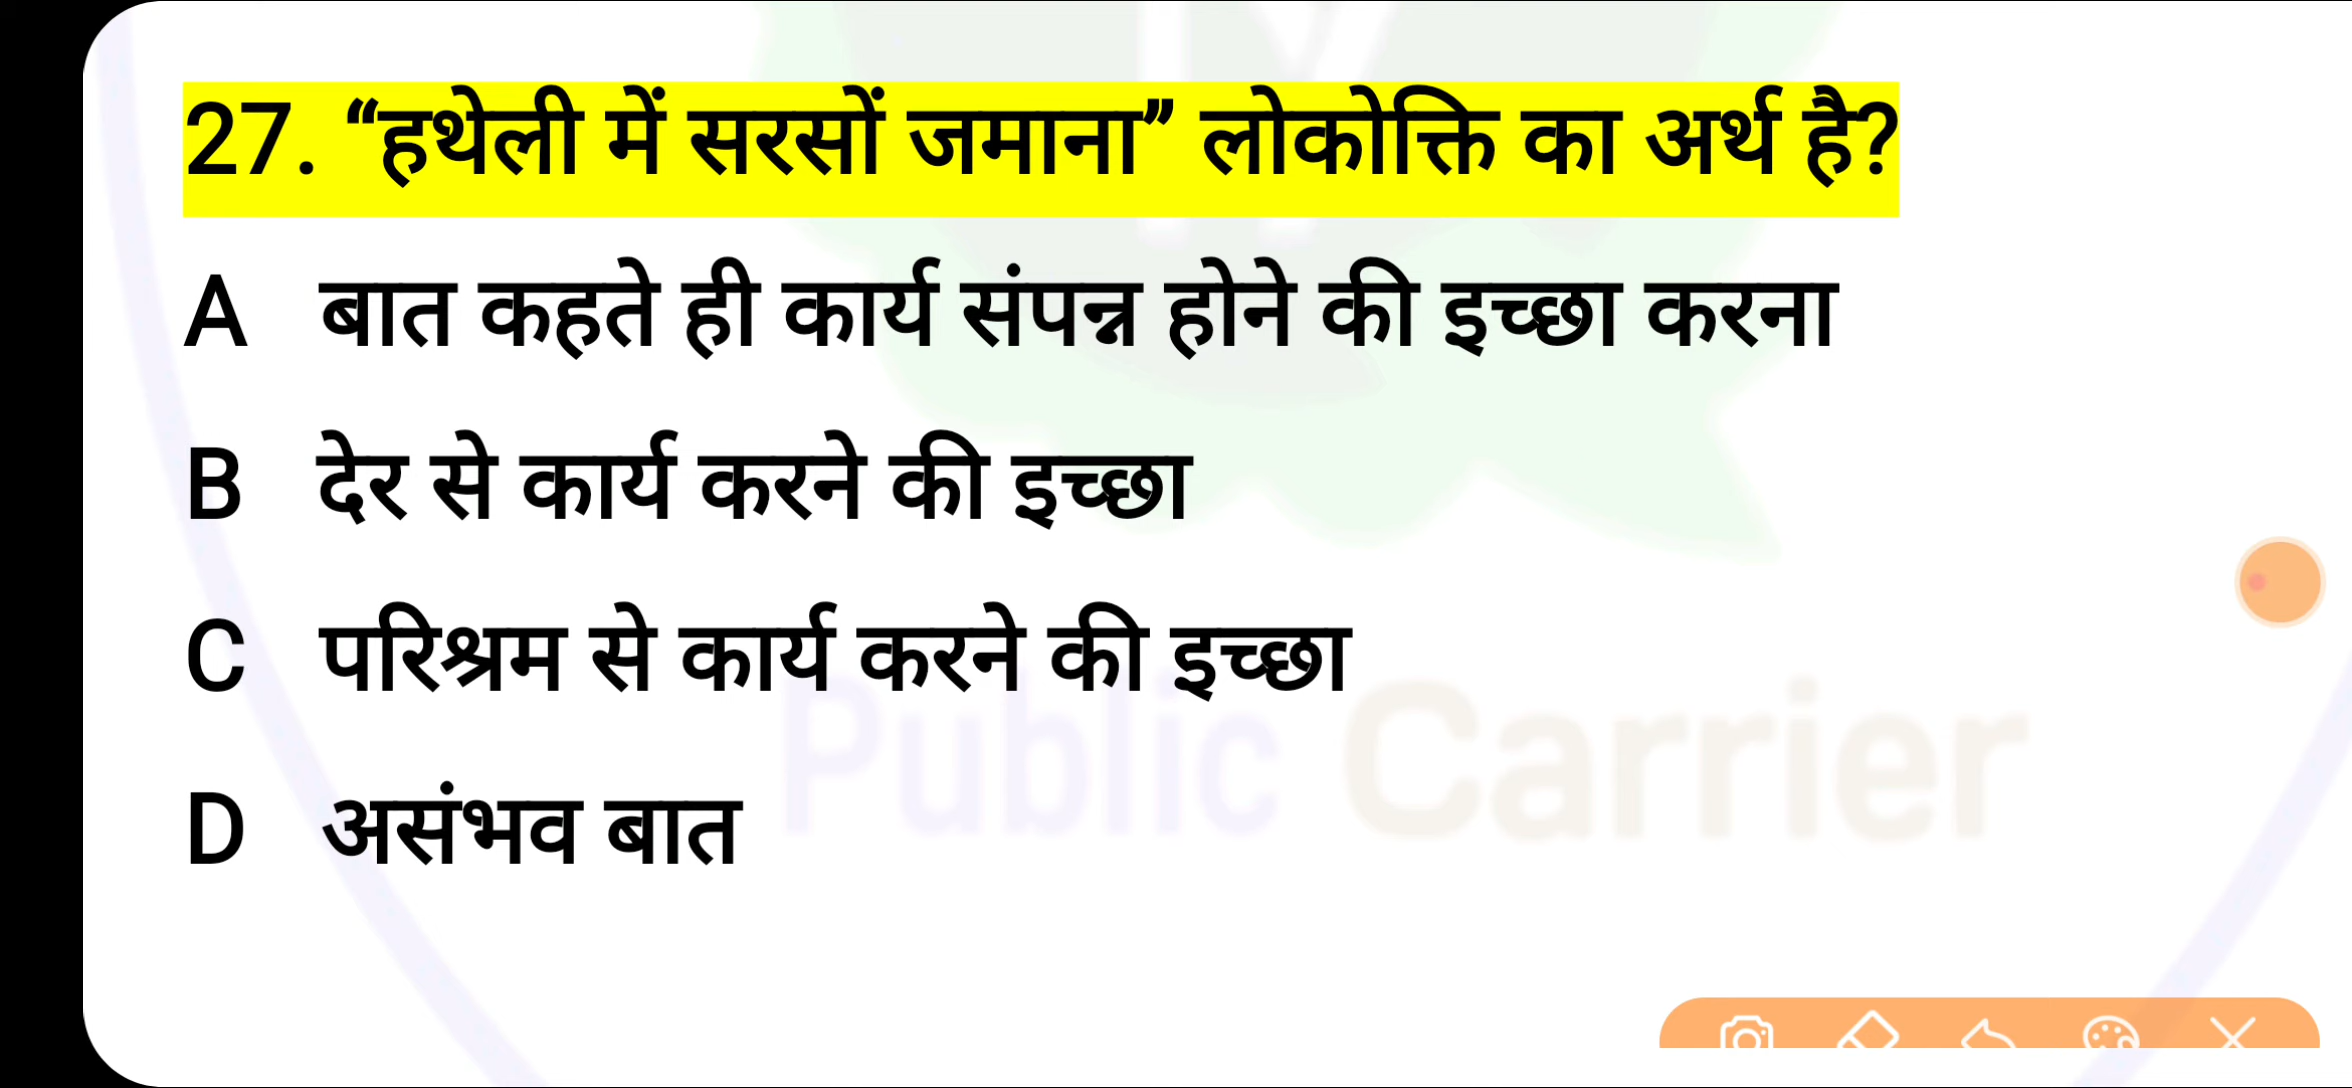 27. “हथेली में सरसों जमाना” लोकोक्ति का अर्थ है?
A बात कहते ही कार्य संपन्न होने की इच्छा करना
B देर से कार्य करने की इच्छा
C परिश्रम से कार्य करने की इच्छा
D असंभव बात
Public Carrier